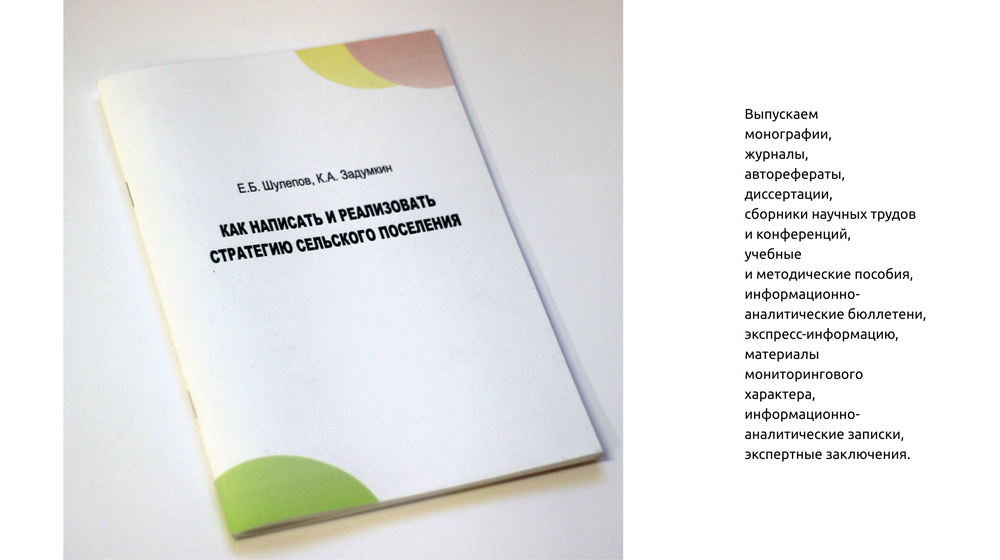 Е.Б. Шулепов, К.А. Задумкин
КАК НАПИСАТЬ И РЕАЛИЗОВАТЬ
СТРАТЕГИЮ СЕЛЬСКОГО ПОСЕЛЕНИЯ
Выпускаем
монографии,
журналы,
авторефераты,
диссертации,
сборники научных трудов
и конференций,
учебные
и методические пособия,
информационно-
аналитические бюллетени,
экспресс-информацию,
материалы
мониторингового
характера,
информационно-
аналитические записки,
экспертные заключения.